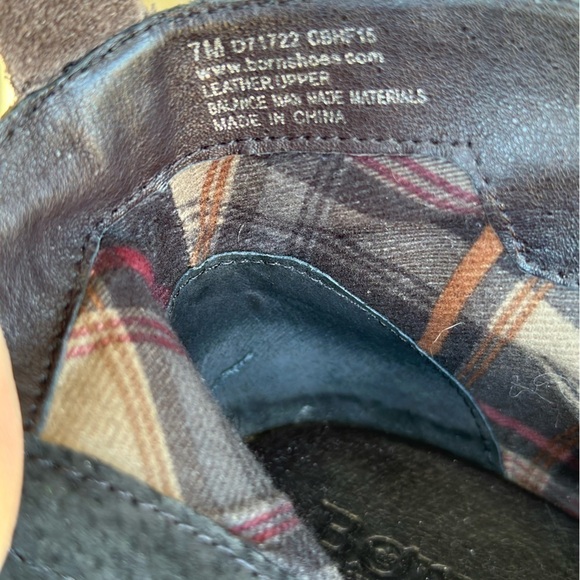 7M D71722 CBHF15
www.bornshoes.com
LEATHER UPPER
BALANCE MAN MADE MATERIALS
MADE IN CHINA